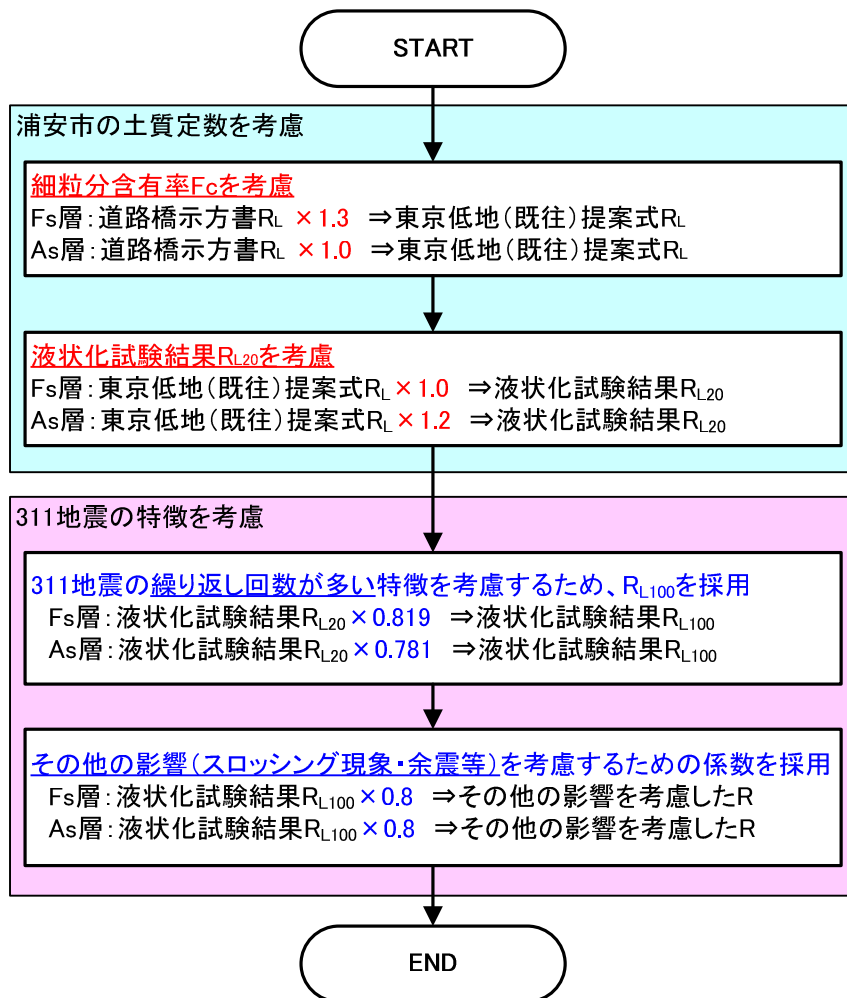 START
浦安市の土質定数を考慮
細粒分含有率Fcを考慮
Fs層：道路橋示方書RL ×1.3 ⇒東京低地（既往）提案式RL
As層：道路橋示方書RL ×1.0 ⇒東京低地（既往）提案式RL
液状化試験結果RL20を考慮
Fs層：東京低地（既往）提案式RL×1.0 ⇒液状化試験結果RL20
As層：東京低地（既往）提案式RL×1.2 ⇒液状化試験結果RL20
311地震の特徴を考慮
311地震の繰り返し回数が多い特徴を考慮するため、RL100を採用
Fs層：液状化試験結果RL20×0.819 ⇒液状化試験結果RL100
As層：液状化試験結果RL20×0.781 ⇒液状化試験結果RL100
その他の影響（スロッシング現象・余震等）を考慮するための係数を採用
Fs層：液状化試験結果RL100×0.8 ⇒その他の影響を考慮したR
As層：液状化試験結果RL100×0.8 ⇒その他の影響を考慮したR
END